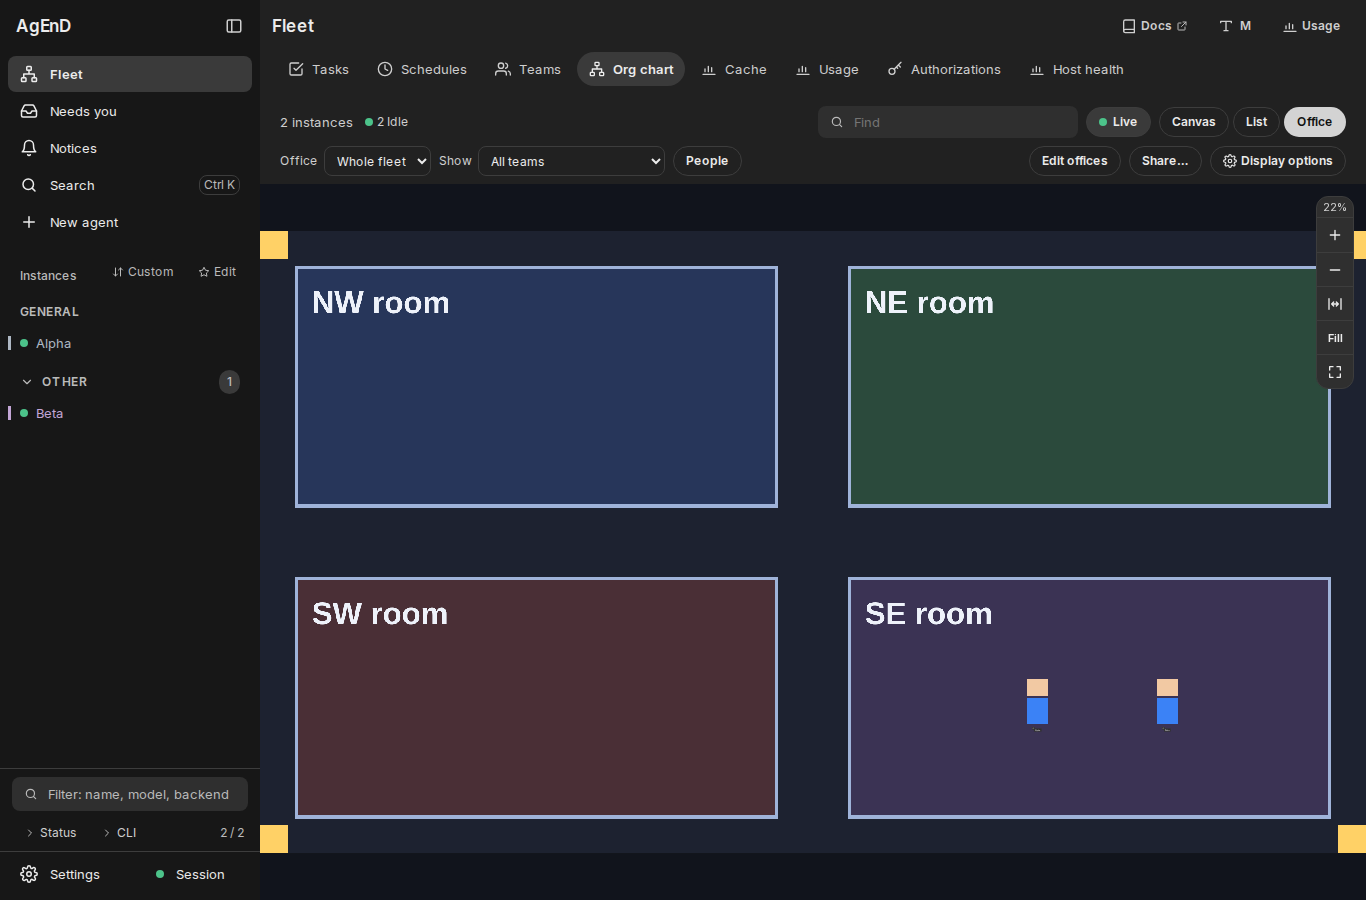 AgEnD
Fleet
Needs you
Notices
Search
Ctrl K
New agent
Instances
Custom
Edit
GENERAL
Alpha
OTHER
1
Beta
Filter: name, model, backend
Status
CLI
2 / 2
Settings
Session
Fleet
Docs
M
Usage
Tasks
Schedules
Teams
Org chart
Cache
Usage
Authorizations
Host health
2 instances
2 Idle
Find
Live
Canvas
List
Office
Office
Whole fleet
Show
All teams
People
Edit offices
Share...
Display options
22%
Fill
NW room
NE room
SW room
SE room